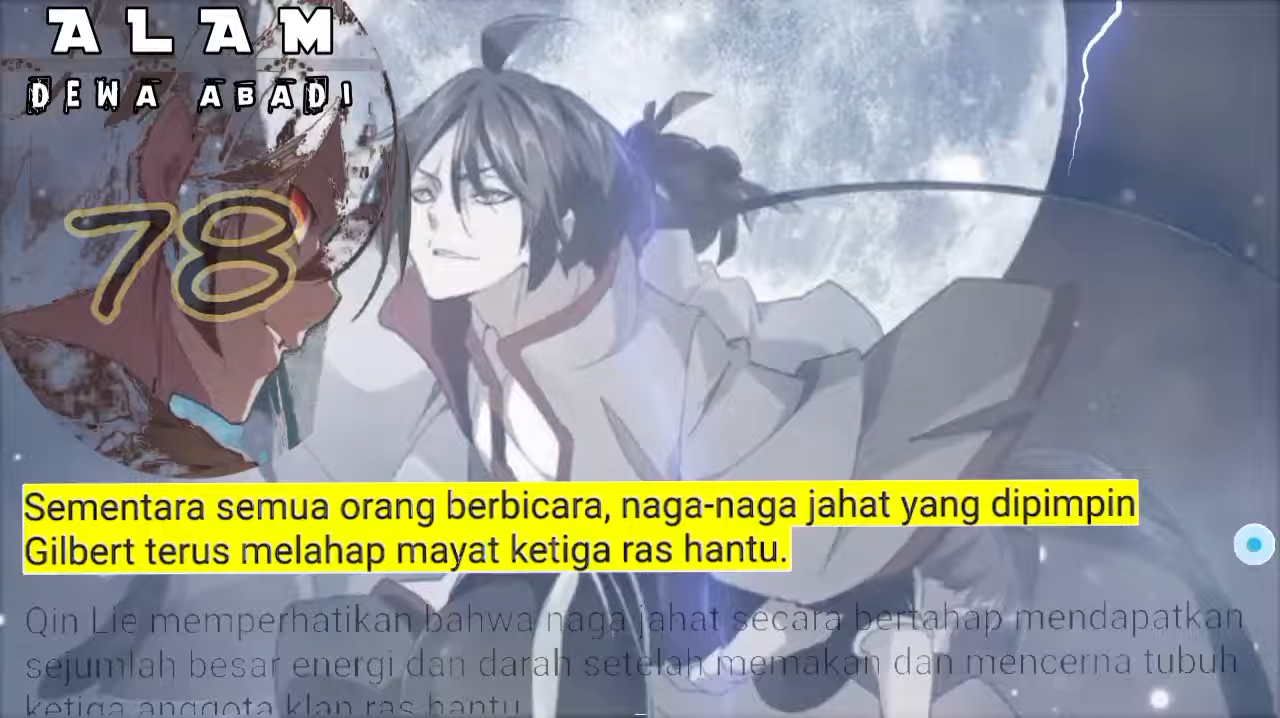 ALAM
DEWA ABADI
78
Sementara semua orang berbicara, naga-naga jahat yang dipimpin
Gilbert terus melahap mayat ketiga ras hantu.
Qin Lie memperhatikan bahwa naga jahat secara bertahap mendapatkan
sejumlah besar energi dan darah setelah memakan dan mencerna tubuh
ketiga anggota klan ras hantu.